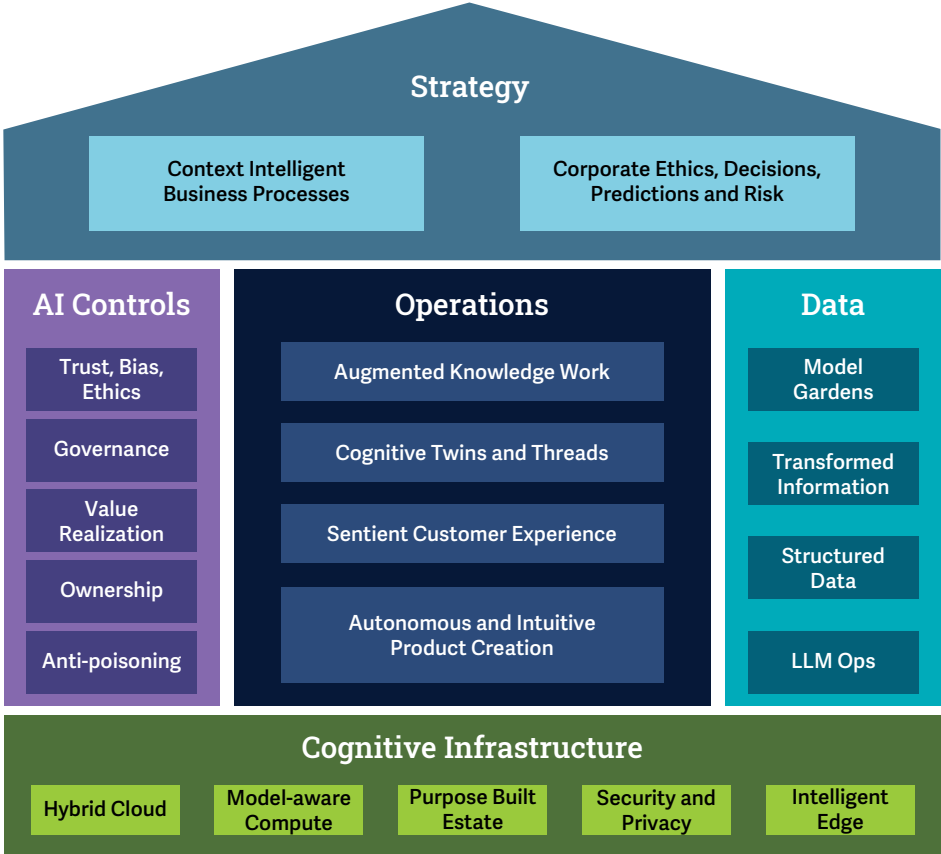 Strategy
Context Intelligent
Business Processes
Corporate Ethics, Decisions,
Predictions and Risk
AI Controls
Trust, Bias,
Ethics
Governance
Value
Realization
Ownership
Anti-poisoning
Operations
Augmented Knowledge Work
Cognitive Twins and Threads
Sentient Customer Experience
Autonomous and Intuitive
Product Creation
Data
Model
Gardens
Transformed
Information
Structured
Data
LLM Ops
Cognitive Infrastructure
Hybrid Cloud
Model-aware
Compute
Purpose Built
Estate
Security and
Privacy
Intelligent
Edge